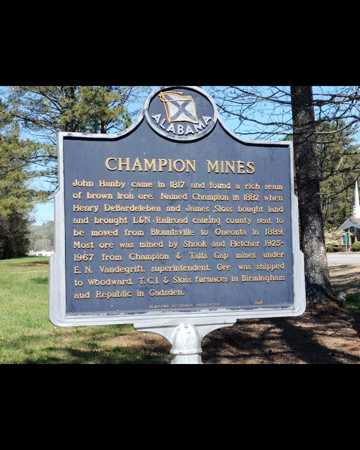 ALABAMA
CHAMPION MINES
John Hanby came in 1817 and found a rich seam
of brown iron ore. Named Champion in 1882 when
Henry DeBardeleben and James Sloss bought land
and brought L&N Railroad causing county seat to
be moved from Blountsville to Oneonta in 1889.
Most ore was mined by Shook and Fletcher 1925-
1967 from Champion & Taits Gap mines under
E. N. Vandegrift, superintendent. Ore was shipped
to Woodward, T.C.I. & Sloss furnaces in Birmingham
and Republic in Gadsden.